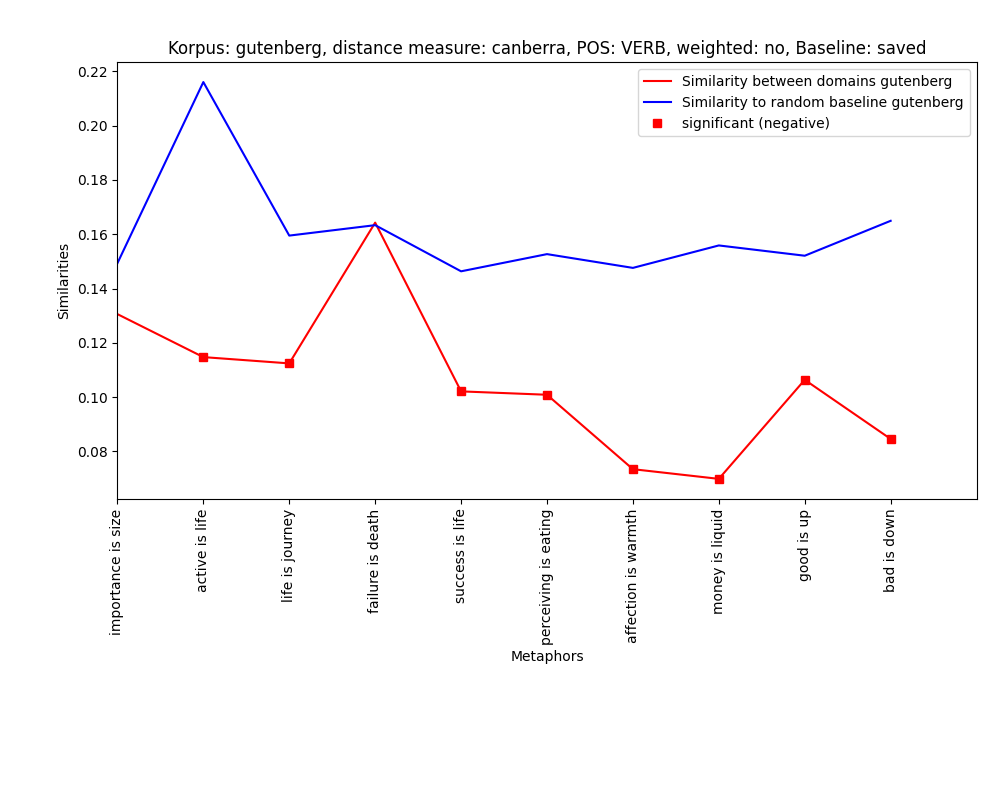 Korpus: gutenberg, distance measure: canberra, POS: VERB, weighted: no, Baseline: saved
Similarity between domains gutenberg
Similarity to random baseline gutenberg
significant (negative)
0.22
0.20
0.18
0.16
0.14
0.12
0.10
0.08
Similarities
importance is size
active is life
life is journey
failure is death
success is life
perceiving is eating
affection is warmth
money is liquid
good is up
bad is down
Metaphors